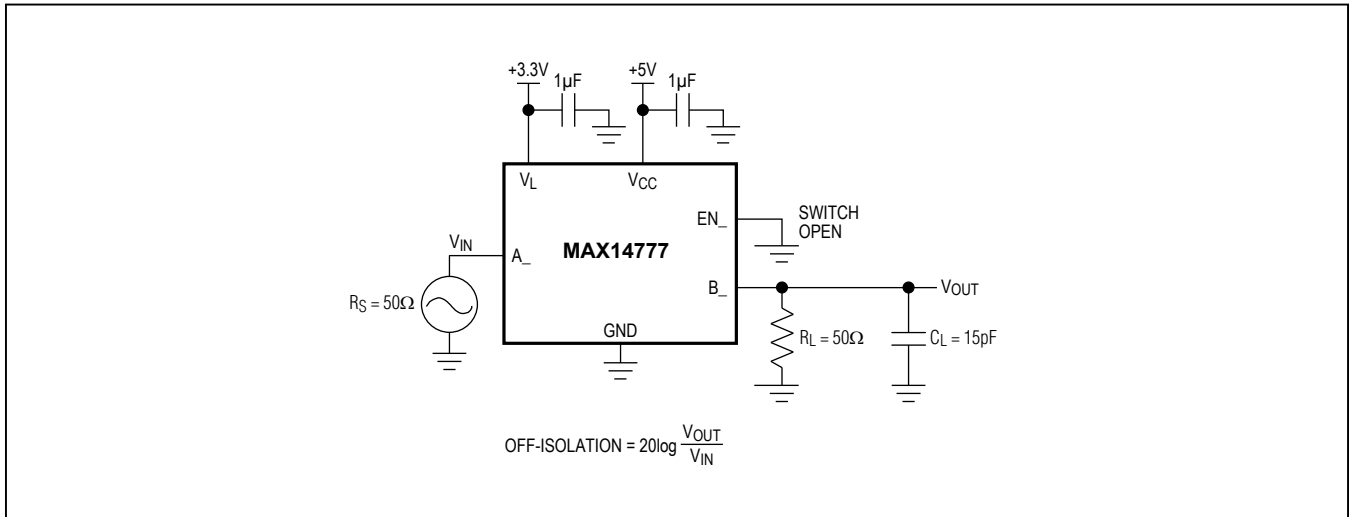 +3.3V
1µF
+5V
1µF
VL
VCC
EN_
SWITCH
OPEN
VIN
A_
MAX14777
B_
VOUT
RS = 50Ω
GND
RL = 50Ω
CL = 15pF
OFF-ISOLATION = 20log VOUT
VIN